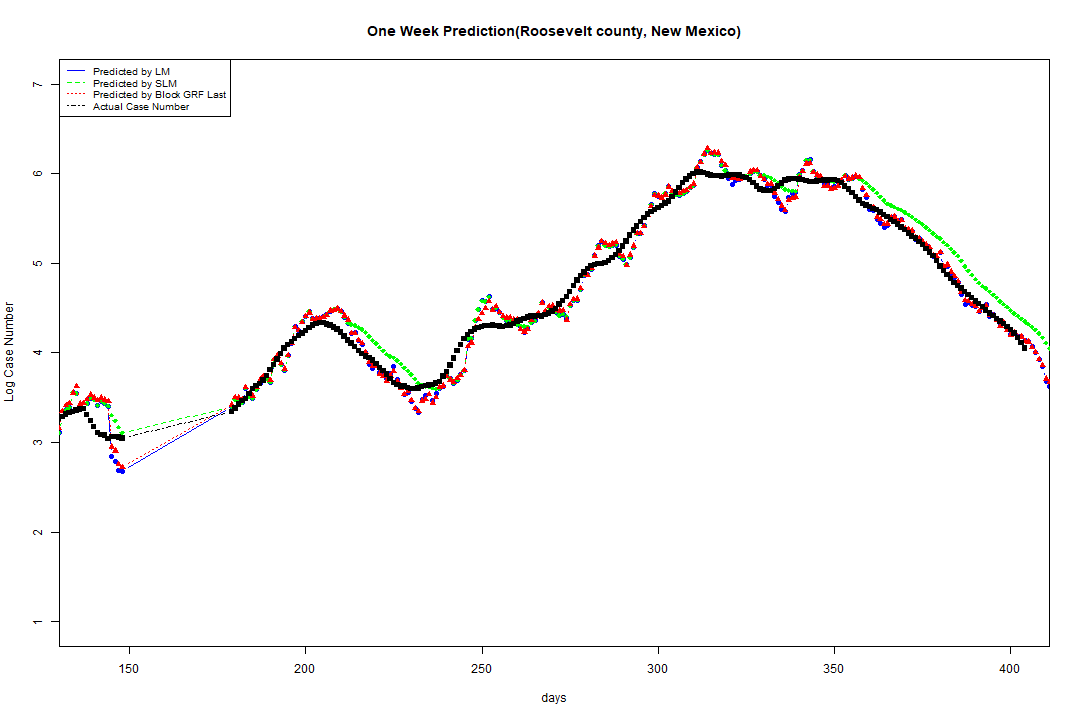 One Week Prediction(Roosevelt county, New Mexico)
Predicted by LM
Predicted by SLM
Predicted by Block GRF Last
Actual Case Number
Log Case Number
7
6
5
4
3
2
1
150 200 250 300 350 400
days